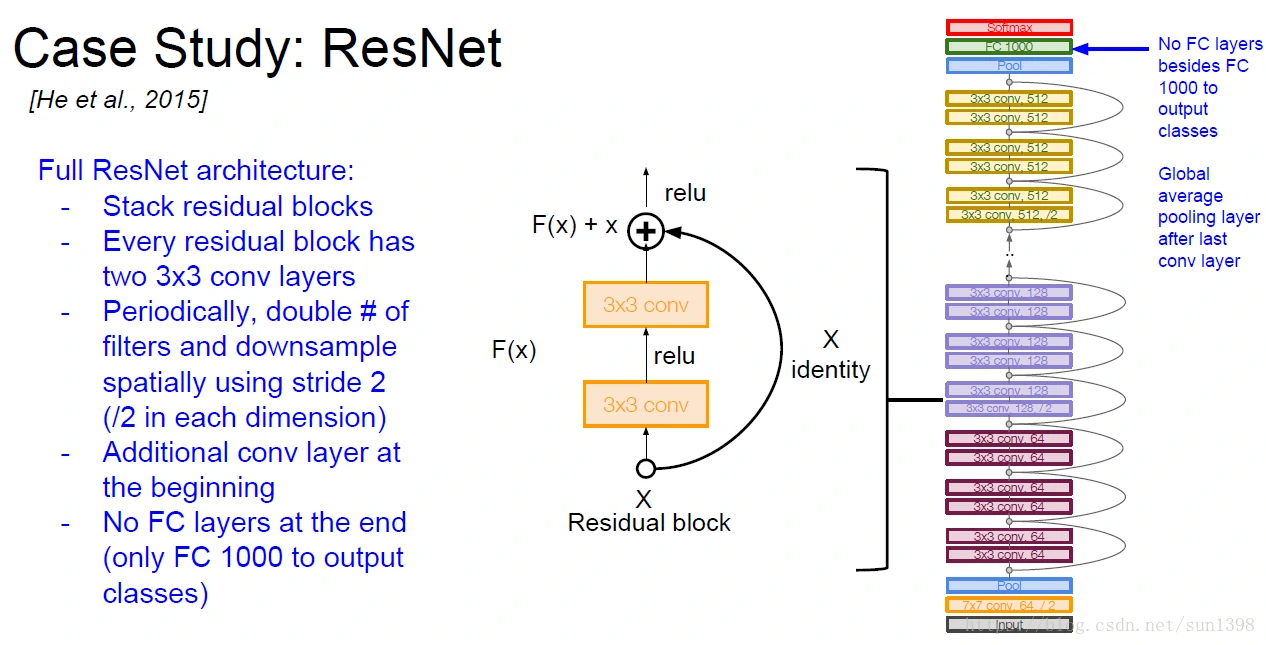 Case Study: ResNet
[He et al., 2015]
Full ResNet architecture:
- Stack residual blocks
- Every residual block has
two 3x3 conv layers
- Periodically, double # of
filters and downsample
spatially using stride 2
(/2 in each dimension)
- Additional conv layer at
the beginning
- No FC layers at the end
(only FC 1000 to output
classes)
relu
F(x) + x
3x3 conv
F(x)
relu
X
identity
3x3 conv
X
Residual block
Softmax
FC 1000
Pool
3x3 conv, 512
3x3 conv, 512
3x3 conv, 512
3x3 conv, 512
3x3 conv, 512
3x3 conv, 512, /2
..
3x3 conv, 128
3x3 conv, 128
3x3 conv, 128
3x3 conv, 128
3x3 conv, 128
3x3 conv, 128, / 2
3x3 conv, 64
3x3 conv, 64
3x3 conv, 64
3x3 conv, 64
3x3 conv, 64
3x3 conv, 64
Pool
7x7 conv, 64, / 2
Input
No FC layers
besides FC
1000 to
output
classes
Global
average
pooling layer
after last
conv layer
http://blog.csdn.net/sun1398